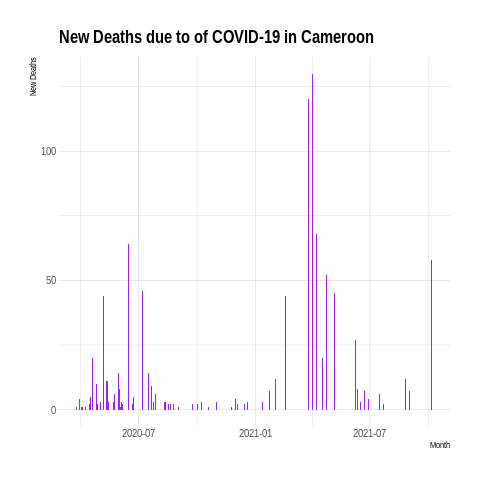 New Deaths due to of COVID-19 in Cameroon
New Deaths
100
50
0
2020-07
2021-01
2021-07
Month